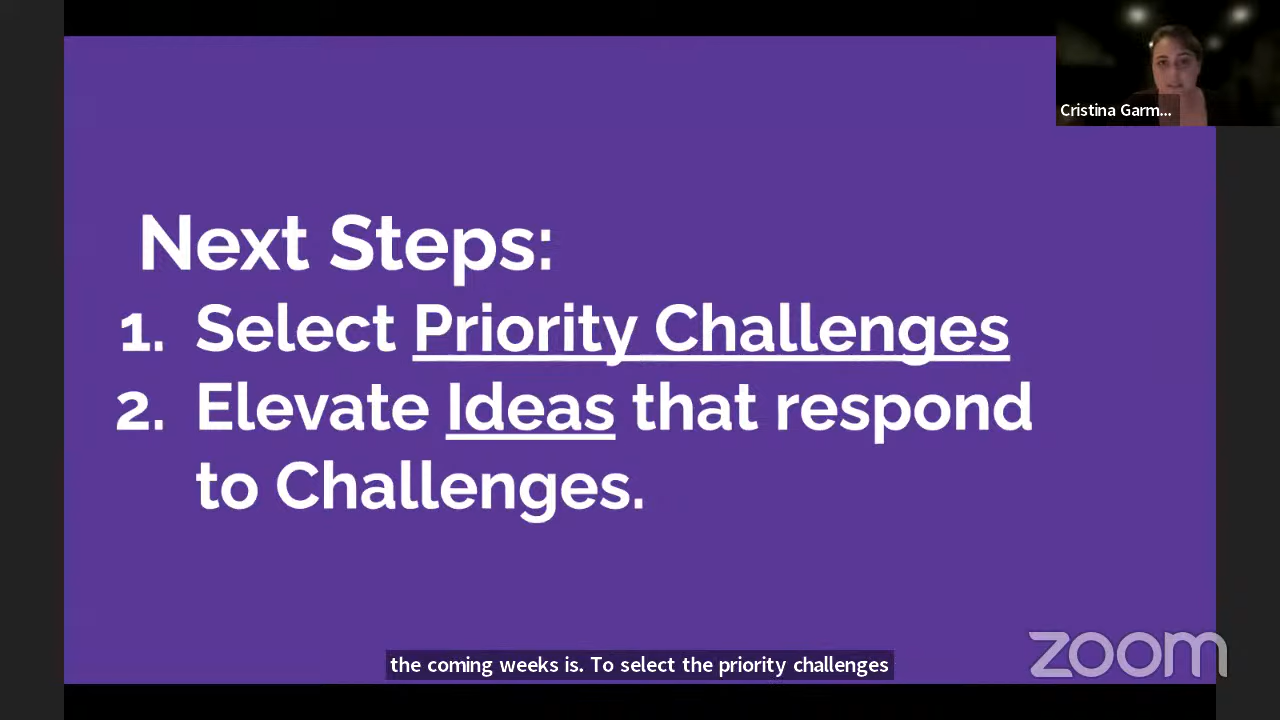 Cristina Garm...
Next Steps:
1. Select Priority Challenges
2. Elevate Ideas that respond
to Challenges.
the coming weeks is. To select the priority challenges
zoom